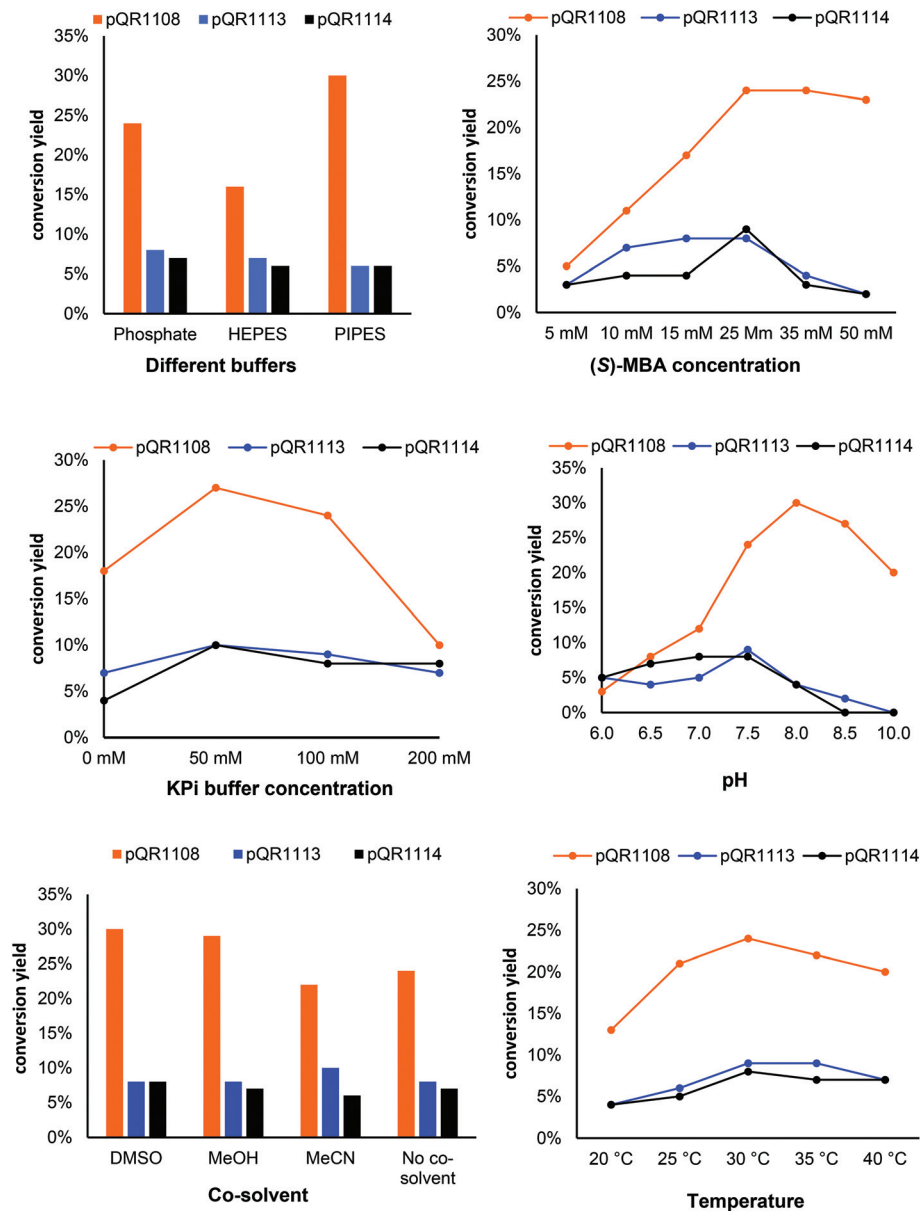 pQR1108 pQR1113 pQR1114
35%
30%
25%
20%
15%
10%
5%
0%
conversion yield
Phosphate HEPES PIPES
Different buffers
pQR1108 pQR1113 pQR1114
30%
25%
20%
15%
10%
5%
0%
conversion yield
5 mM 10 mM 15 mM 25 Mm 35 mM 50 mM
(S)-MBA concentration
pQR1108 pQR1113 pQR1114
30%
25%
20%
15%
10%
5%
0%
conversion yield
0 mM 50 mM 100 mM 200 mM
KPi buffer concentration
pQR1108 pQR1113 pQR1114
35%
30%
25%
20%
15%
10%
5%
0%
conversion yield
6.0 6.5 7.0 7.5 8.0 8.5 10.0
pH
pQR1108 pQR1113 pQR1114
35%
30%
25%
20%
15%
10%
5%
0%
conversion yield
DMSO MeOH MeCN No co-
solvent
Co-solvent
pQR1108 pQR1113 pQR1114
30%
25%
20%
15%
10%
5%
0%
conversion yield
20 °C 25 °C 30 °C 35 °C 40 °C
Temperature